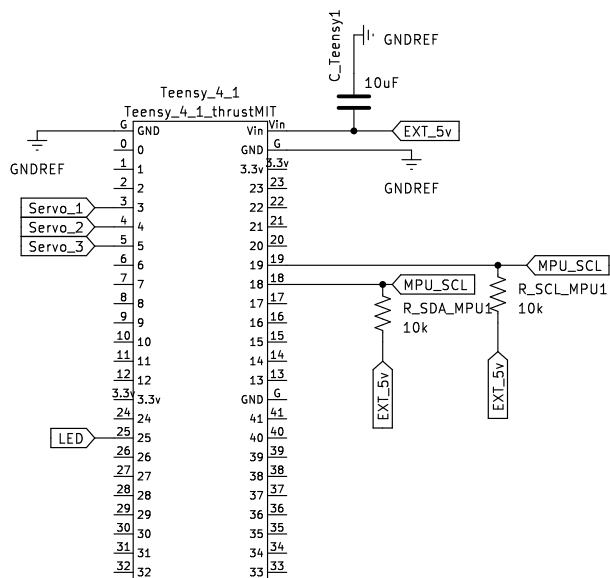 C_Teensy1
GNDREF
10uF
Teensy_4_1
Teensy_4_1_thrustMIT
G GND Vin Vin EXT_5v
GNDREF
0 0 GND G
1 1 3.3v 3.3v
GNDREF
2 2 23 23
Servo_1 3 3 22 22
Servo_2 4 4 21 21
Servo_3 5 5 20 20
6 6 19 19 MPU_SCL
7 7 18 18 MPU_SCL
R_SCL_MPU1
10k
8 8 17 17
R_SDA_MPU1
10k
9 9 16 16
10 10 15 15
11 11 14 14
12 12 13 13
EXT_5v
EXT_5v
3.3v 3.3v GND G
24 24 41 41
LED 25 25 40 40
26 26 39 39
27 27 38 38
28 28 37 37
29 29 36 36
30 30 35 35
31 31 34 34
32 32 33 33